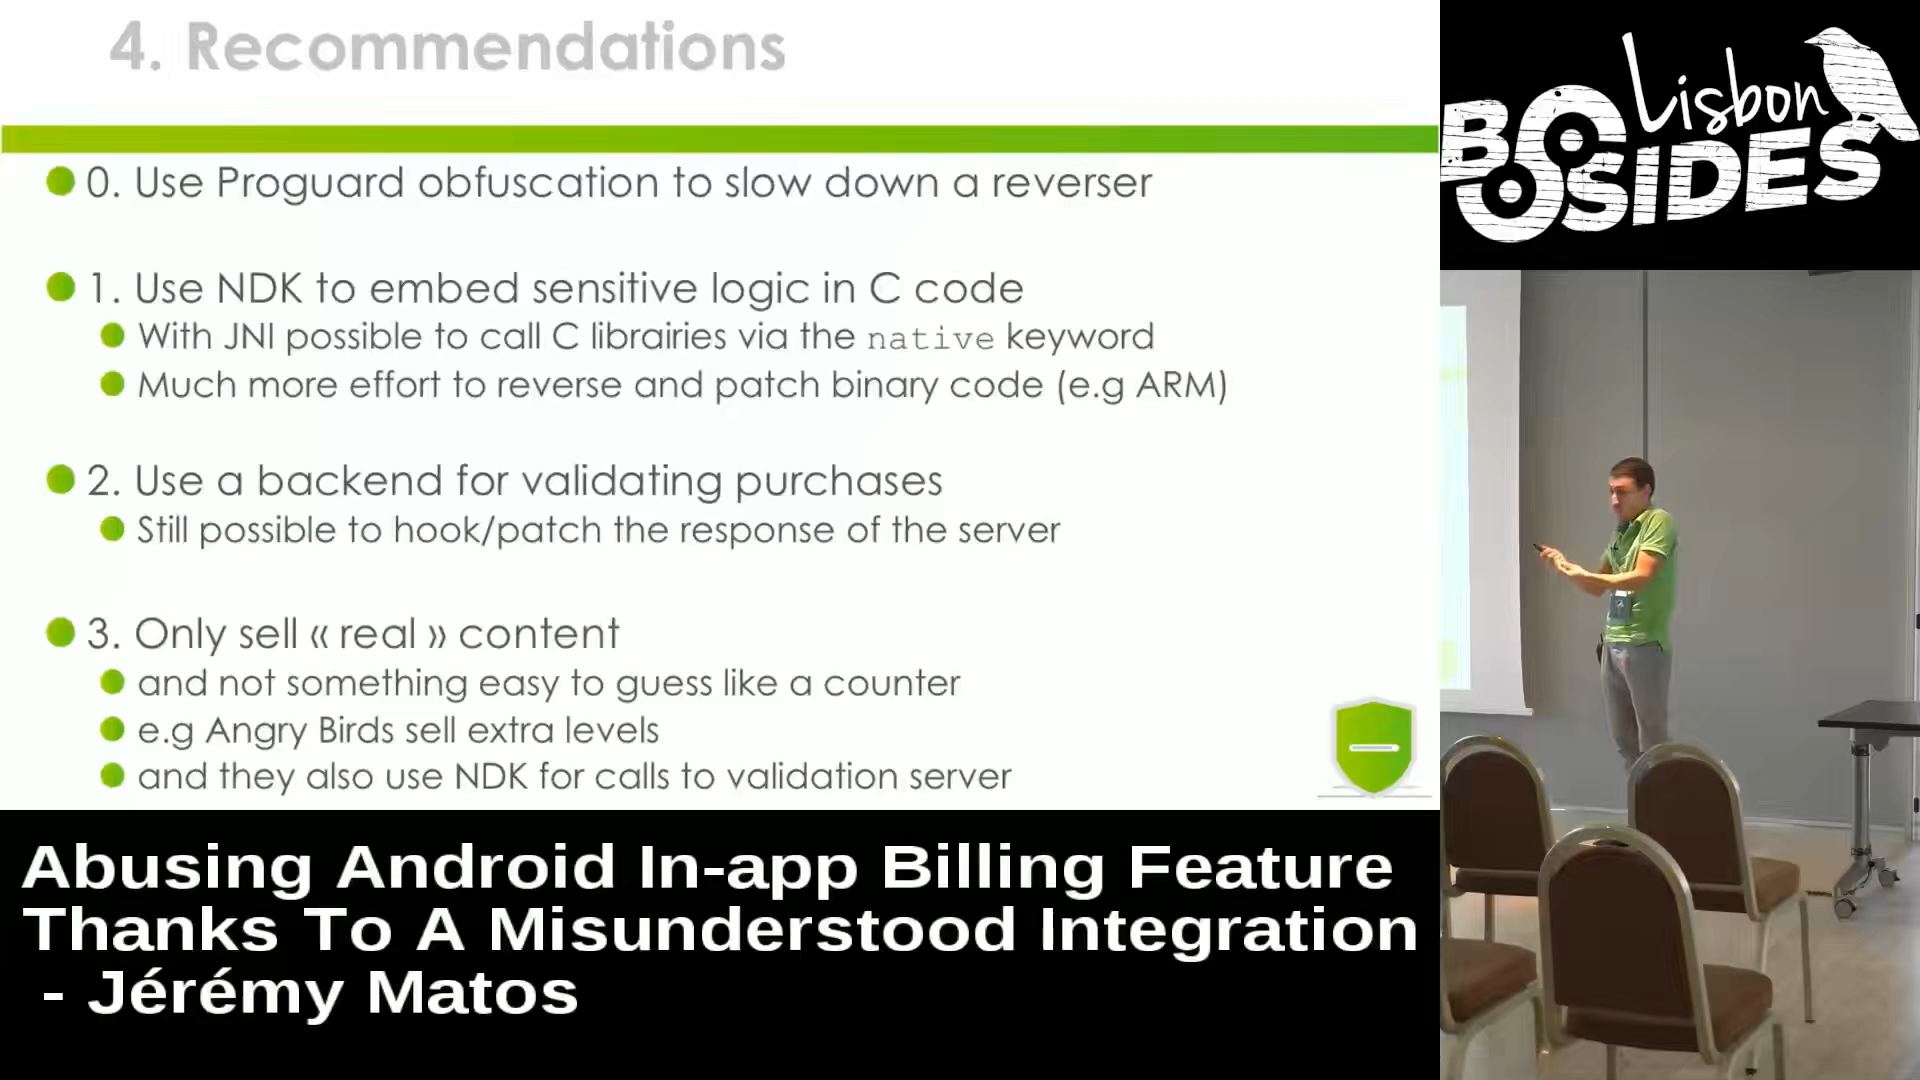 4. Recommendations
0. Use Proguard obfuscation to slow down a reverser
1. Use NDK to embed sensitive logic in C code
With JNI possible to call C librairies via the native keyword
Much more effort to reverse and patch binary code (e.g ARM)
2. Use a backend for validating purchases
Still possible to hook/patch the response of the server
3. Only sell « real » content
and not something easy to guess like a counter
e.g Angry Birds sell extra levels
and they also use NDK for calls to validation server
Lisbon
BSIDES
Abusing Android In-app Billing Feature
Thanks To A Misunderstood Integration
- Jérémy Matos